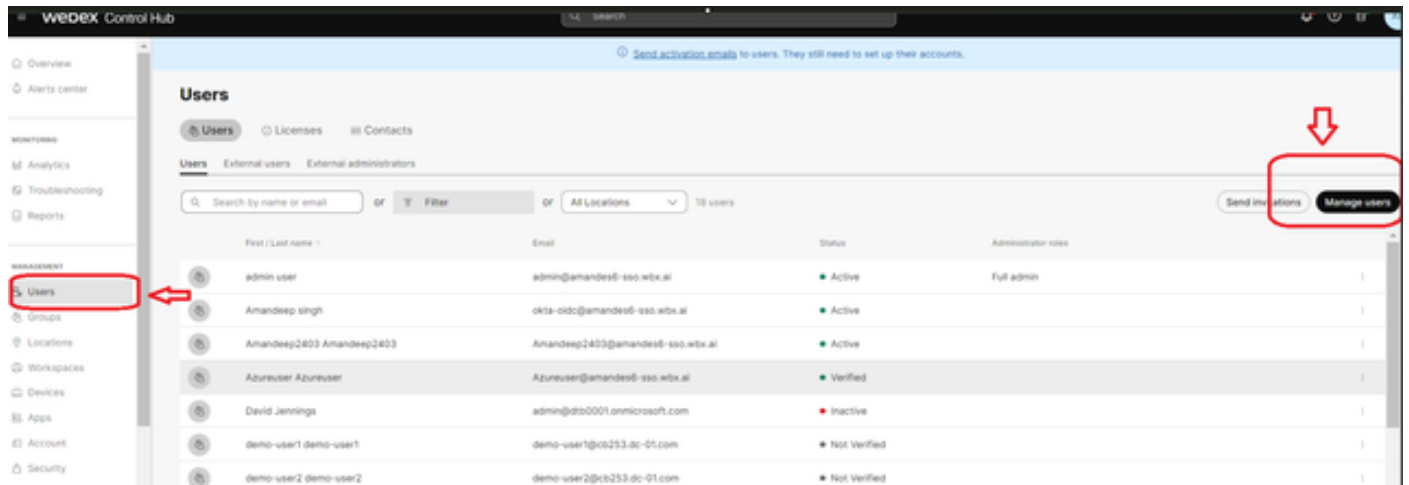 webex Control Hub
Search
Send activation emails to users. They still need to set up their accounts.
Overview
Alerts center
MONITORING
Analytics
Troubleshooting
Reports
MANAGEMENT
Users
Groups
Locations
Workspaces
Devices
Apps
Account
Security
Users
Users Licenses Contacts
Users External users External administrators
Search by name or email or Filter or All Locations 18 users Send invitations Manage users
First / Last name Email Status Administrator roles
admin user admin@amandes6-sso.wbx.ai Active Full admin
Amandeep singh okta-oidc@amandes6-sso.wbx.ai Active
Amandeep2403 Amandeep2403 Amandeep2403@amandes6-sso.wbx.ai Active
Azureuser Azureuser Azureuser@amandes6-sso.wbx.ai Verified
David Jennings admin@dtb0001.onmicrosoft.com Inactive
demo-user1 demo-user1 demo-user1@cb253.dc-01.com Not Verified
demo-user2 demo-user2 demo-user2@cb253.dc-01.com Not Verified